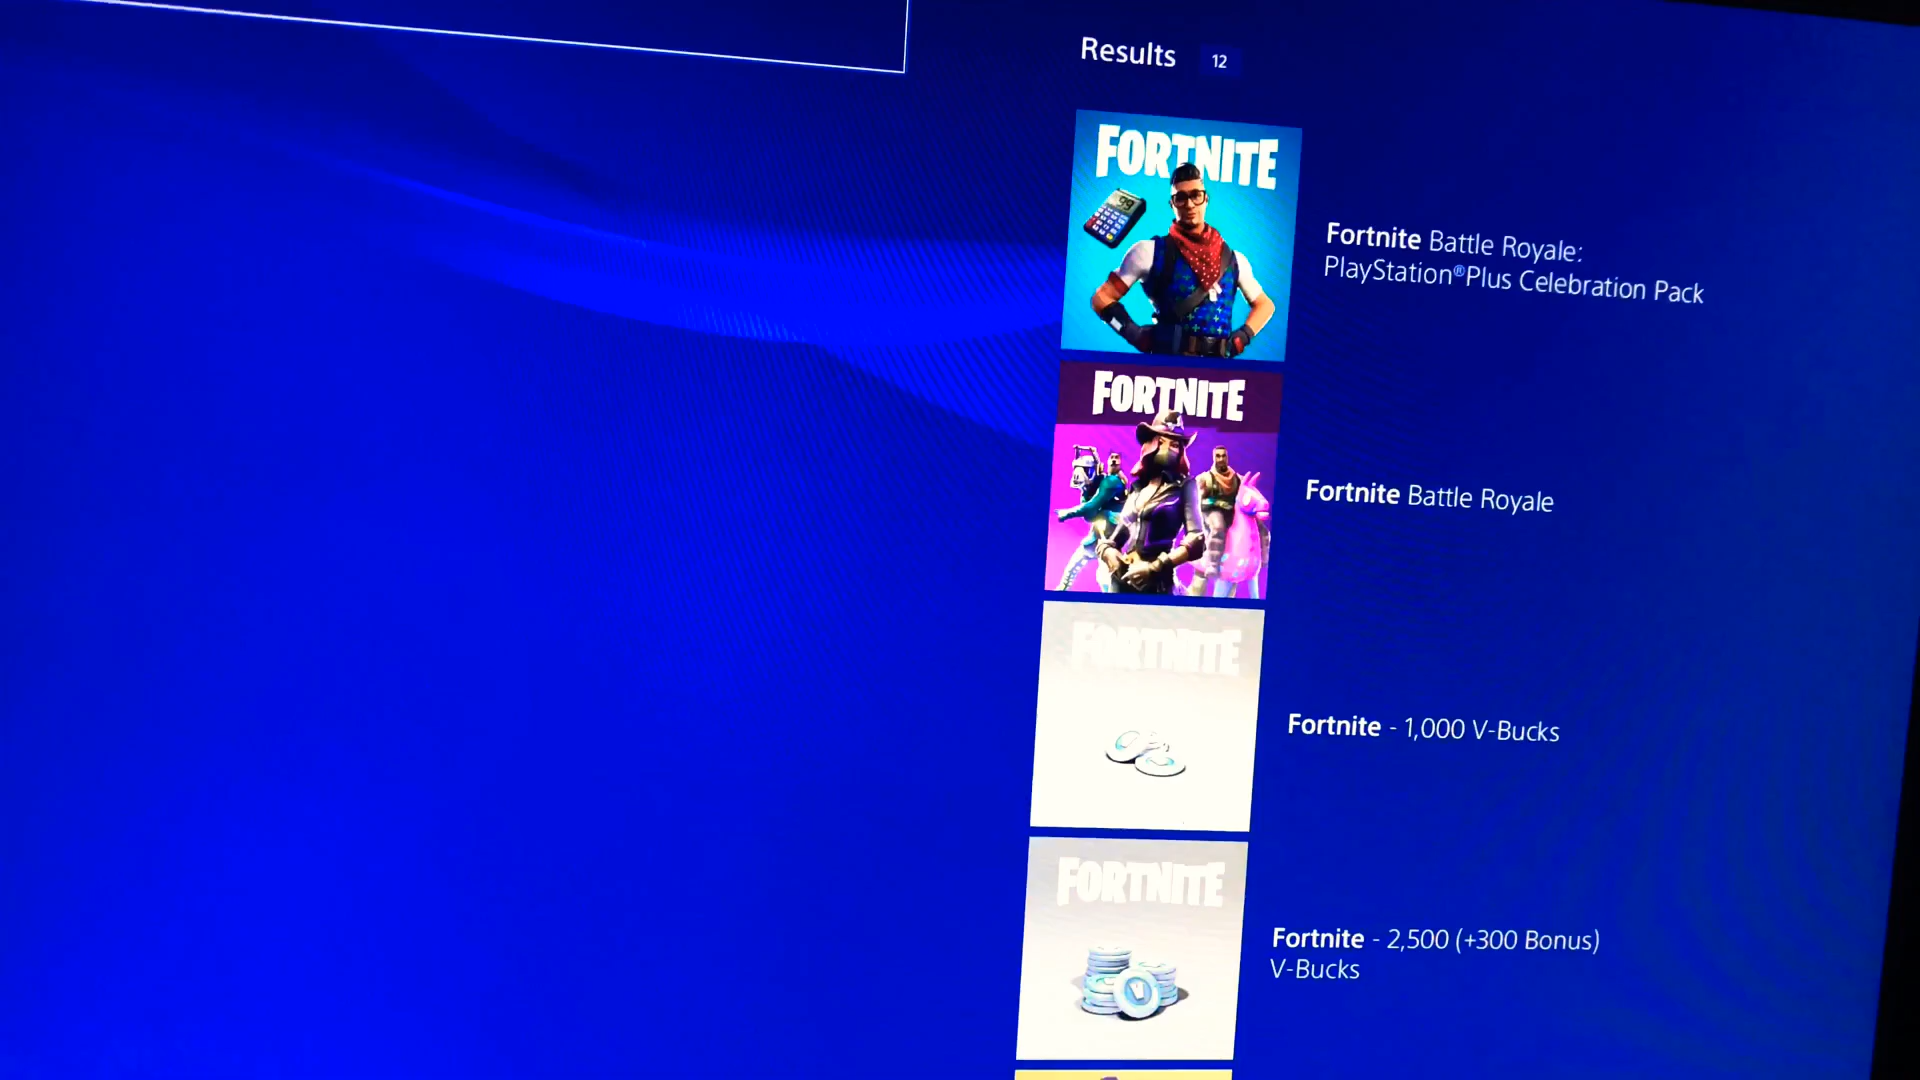 Results 12
FORTNITE
99
Fortnite Battle Royale:
PlayStation®Plus Celebration Pack
FORTNITE
Fortnite Battle Royale
FORTNITE
Fortnite - 1,000 V-Bucks
FORTNITE
V
Fortnite - 2,500 (+300 Bonus)
V-Bucks